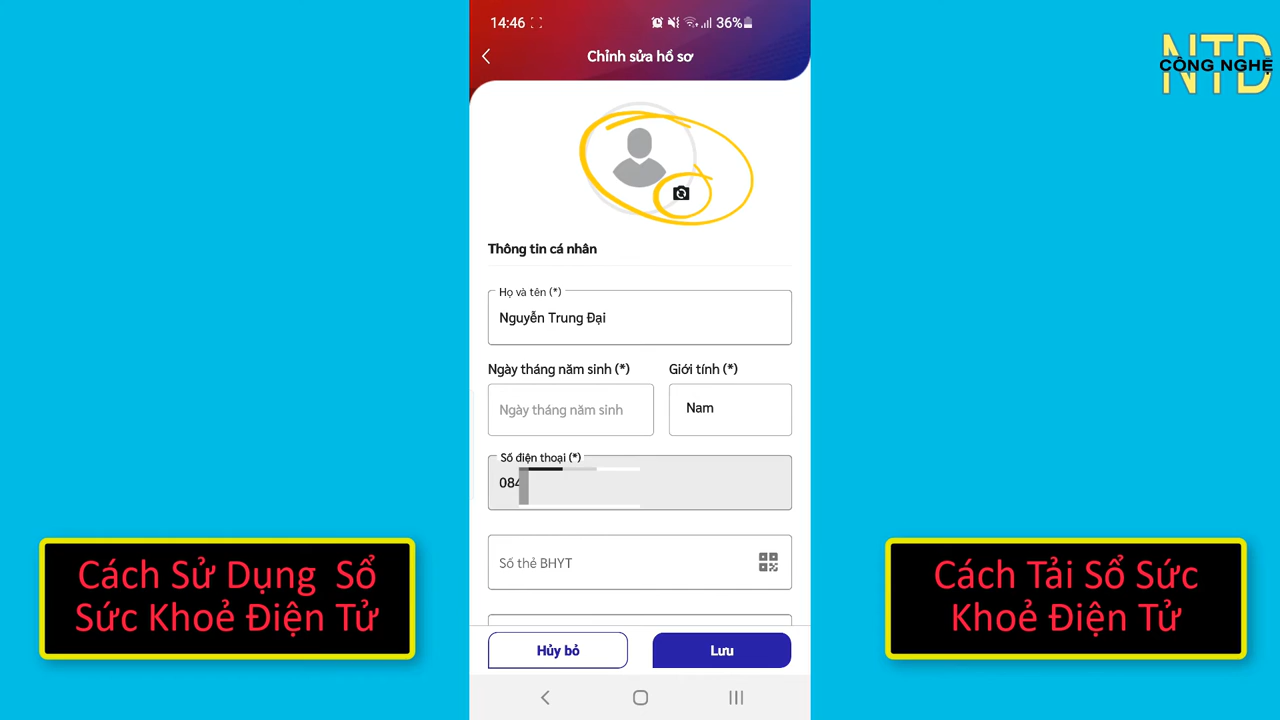 14:46
36%
Chỉnh sửa hồ sơ
NTD
CÔNG NGHỆ
Thông tin cá nhân
Họ và tên (*)
Nguyễn Trung Đại
Ngày tháng năm sinh (*)
Giới tính (*)
Ngày tháng năm sinh
Nam
Số điện thoại (*)
084
Số thẻ BHYT
Hủy bỏ
Lưu
Cách Sử Dụng Sổ
Sức Khoẻ Điện Tử
Cách Tải Sổ Sức
Khoẻ Điện Tử